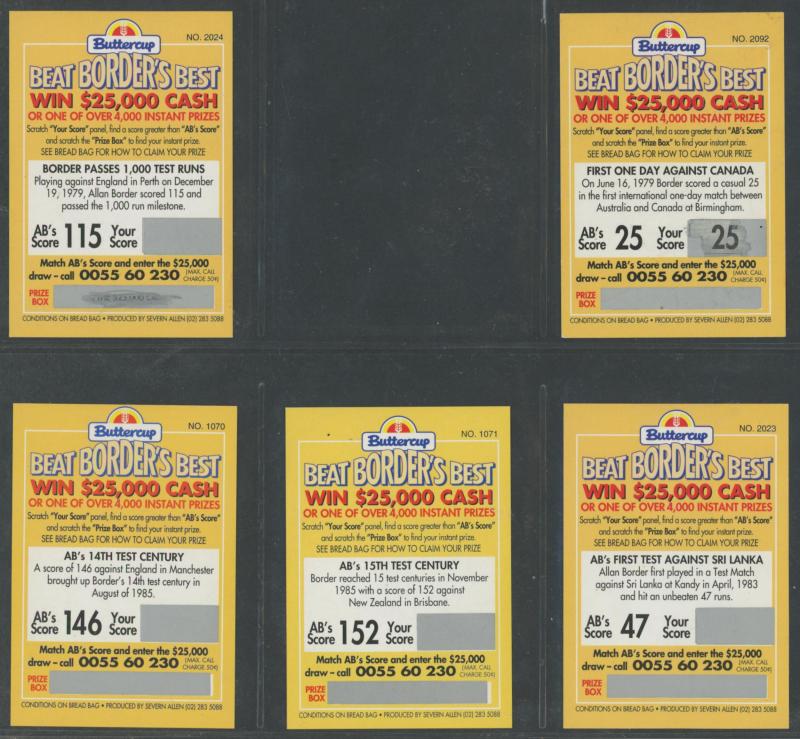 Buttercup
NO. 2024
BEAT BORDER'S BEST
WIN $25,000 CASH
OR ONE OF OVER 4,000 INSTANT PRIZES
Scratch "Your Score" panel, find a score greater than "AB's Score"
and scratch the "Prize Box" to find your instant prize.
SEE BREAD BAG FOR HOW TO CLAIM YOUR PRIZE
BORDER PASSES 1,000 TEST RUNS
Playing against England in Perth on December
19, 1979, Allan Border scored 115 and
passed the 1,000 run milestone.
AB's Score 115 Your Score
Match AB's Score and enter the $25,000
draw – call 0055 60 230 (MAX. CALL CHARGE 50¢)
PRIZE BOX
CONDITIONS ON BREAD BAG • PRODUCED BY SEVERN ALLEN (02) 283 5088
Buttercup
NO. 2092
BEAT BORDER'S BEST
WIN $25,000 CASH
OR ONE OF OVER 4,000 INSTANT PRIZES
Scratch "Your Score" panel, find a score greater than "AB's Score"
and scratch the "Prize Box" to find your instant prize.
SEE BREAD BAG FOR HOW TO CLAIM YOUR PRIZE
FIRST ONE DAY AGAINST CANADA
On June 16, 1979 Border scored a casual 25
in the first international one-day match between
Australia and Canada at Birmingham.
AB's Score 25 Your Score 25
Match AB's Score and enter the $25,000
draw – call 0055 60 230 (MAX. CALL CHARGE 50¢)
PRIZE BOX
CONDITIONS ON BREAD BAG • PRODUCED BY SEVERN ALLEN (02) 283 5088
Buttercup
NO. 1070
BEAT BORDER'S BEST
WIN $25,000 CASH
OR ONE OF OVER 4,000 INSTANT PRIZES
Scratch "Your Score" panel, find a score greater than "AB's Score"
and scratch the "Prize Box" to find your instant prize.
SEE BREAD BAG FOR HOW TO CLAIM YOUR PRIZE
AB's 14TH TEST CENTURY
A score of 146 against England in Manchester
brought up Border's 14th test century in
August of 1985.
AB's Score 146 Your Score
Match AB's Score and enter the $25,000
draw – call 0055 60 230 (MAX. CALL CHARGE 50¢)
PRIZE BOX
CONDITIONS ON BREAD BAG • PRODUCED BY SEVERN ALLEN (02) 283 5088
Buttercup
NO. 1071
BEAT BORDER'S BEST
WIN $25,000 CASH
OR ONE OF OVER 4,000 INSTANT PRIZES
Scratch "Your Score" panel, find a score greater than "AB's Score"
and scratch the "Prize Box" to find your instant prize.
SEE BREAD BAG FOR HOW TO CLAIM YOUR PRIZE
AB's 15TH TEST CENTURY
Border reached 15 test centuries in November
1985 with a score of 152 against
New Zealand in Brisbane.
AB's Score 152 Your Score
Match AB's Score and enter the $25,000
draw – call 0055 60 230 (MAX. CALL CHARGE 50¢)
PRIZE BOX
CONDITIONS ON BREAD BAG • PRODUCED BY SEVERN ALLEN (02) 283 5088
Buttercup
NO. 2023
BEAT BORDER'S BEST
WIN $25,000 CASH
OR ONE OF OVER 4,000 INSTANT PRIZES
Scratch "Your Score" panel, find a score greater than "AB's Score"
and scratch the "Prize Box" to find your instant prize.
SEE BREAD BAG FOR HOW TO CLAIM YOUR PRIZE
AB's FIRST TEST AGAINST SRI LANKA
Allan Border first played in a Test Match
against Sri Lanka at Kandy in April, 1983
and hit an unbeaten 47 runs.
AB's Score 47 Your Score
Match AB's Score and enter the $25,000
draw – call 0055 60 230 (MAX. CALL CHARGE 50¢)
PRIZE BOX
CONDITIONS ON BREAD BAG • PRODUCED BY SEVERN ALLEN (02) 283 5088